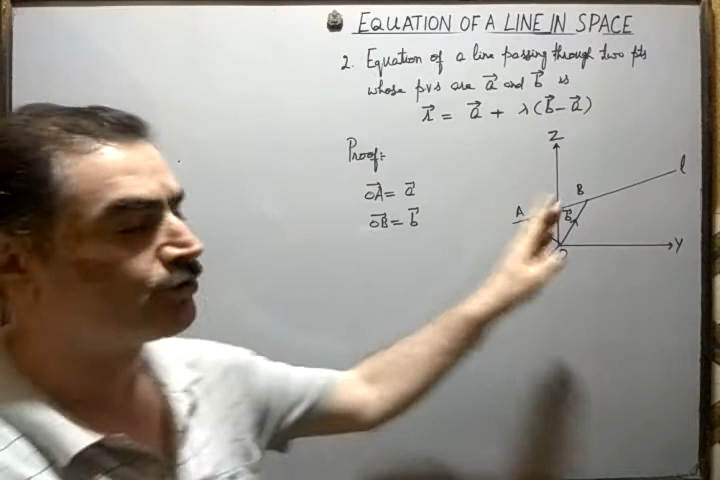 EQUATION OF A LINE IN SPACE
2. Equation of a line passing through two pts
whose pvs are a⃗ and b⃗ is
r⃗ = a⃗ + λ(b⃗ - a⃗)
Proof:
OA⃗ = a⃗
OB⃗ = b⃗
Z
l
B
A
b⃗
Y
O